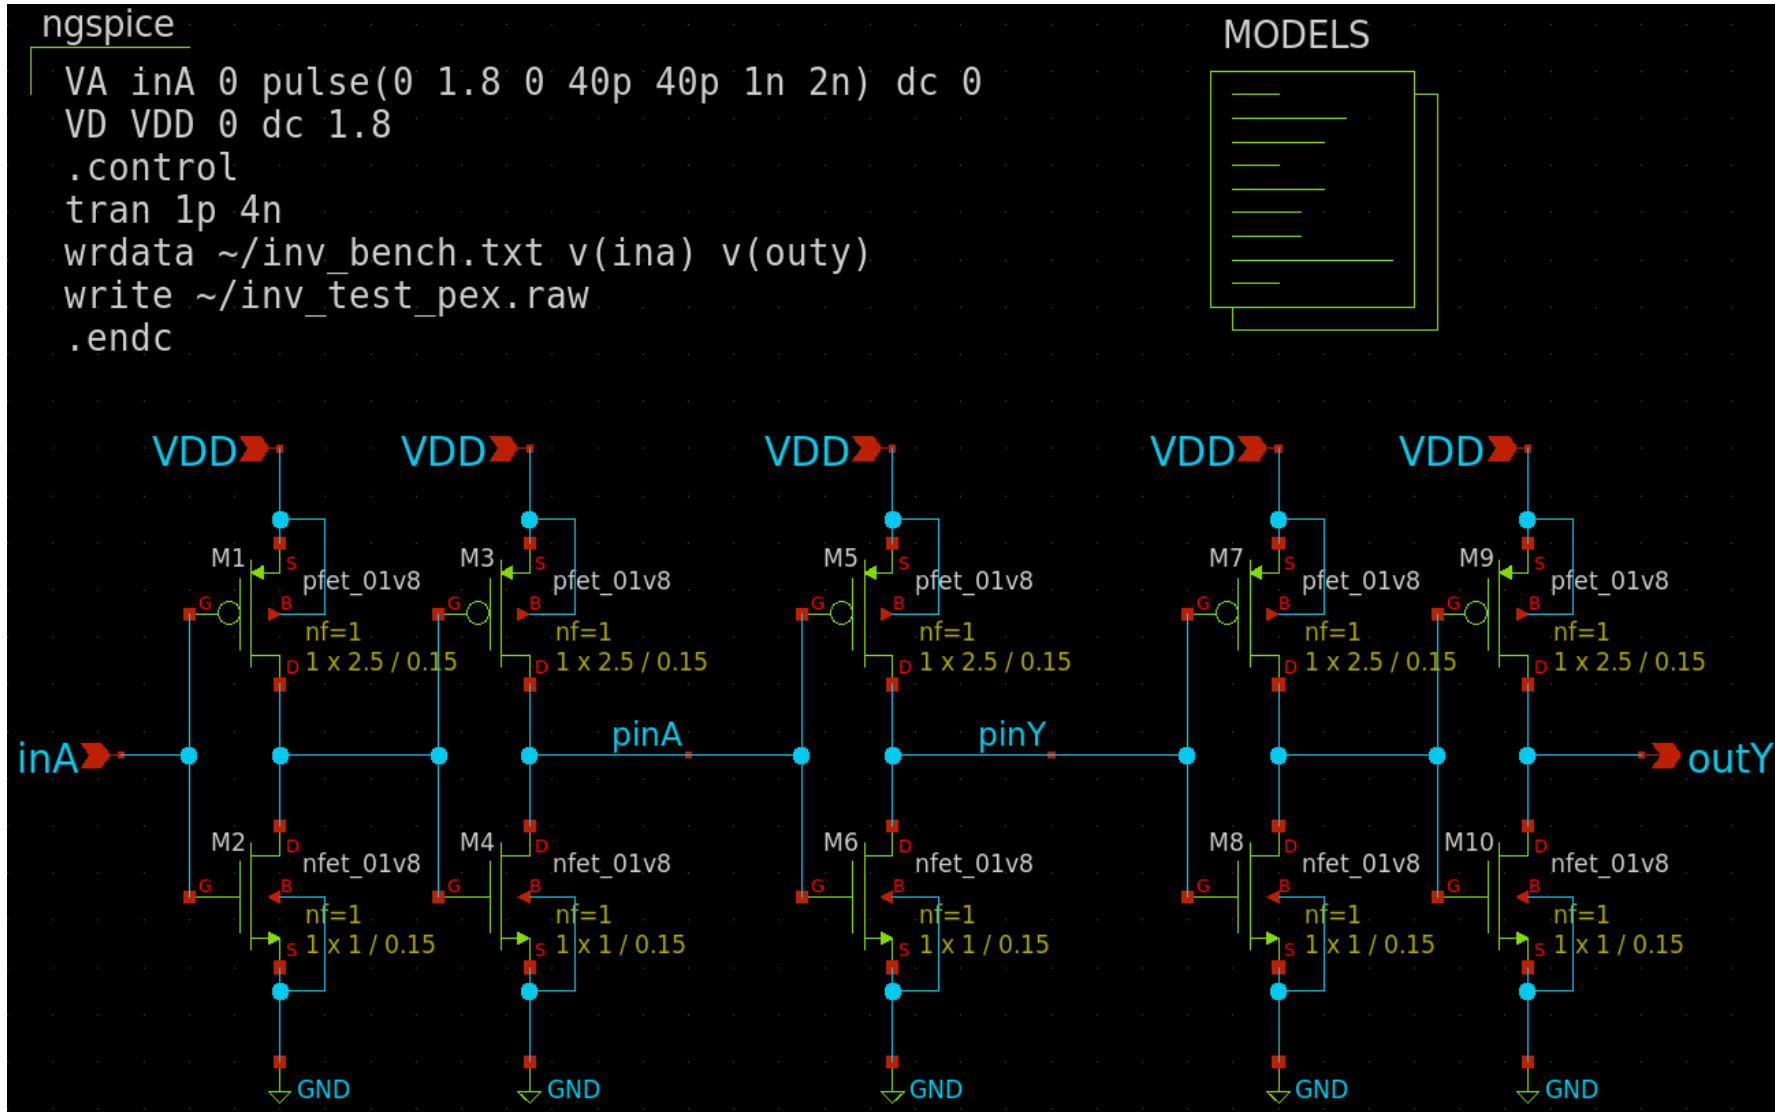 ngspice
MODELS
VA inA 0 pulse(0 1.8 0 40p 40p 1n 2n) dc 0
VD VDD 0 dc 1.8
.control
tran 1p 4n
wrdata ~/inv_bench.txt v(ina) v(outy)
write ~/inv_test_pex.raw
.endc
VDD VDD VDD VDD VDD
M1 S M3 S M5 S M7 S M9 S
pfet_01v8 pfet_01v8 pfet_01v8 pfet_01v8 pfet_01v8
G B G B G B G B G B
nf=1 nf=1 nf=1 nf=1 nf=1
D 1 x 2.5 / 0.15 D 1 x 2.5 / 0.15 D 1 x 2.5 / 0.15 D 1 x 2.5 / 0.15 D 1 x 2.5 / 0.15
inA pinA pinY outY
M2 D M4 D M6 D M8 D M10 D
nfet_01v8 nfet_01v8 nfet_01v8 nfet_01v8 nfet_01v8
G B G B G B G B G B
nf=1 nf=1 nf=1 nf=1 nf=1
S 1 x 1 / 0.15 S 1 x 1 / 0.15 S 1 x 1 / 0.15 S 1 x 1 / 0.15 S 1 x 1 / 0.15
GND GND GND GND GND